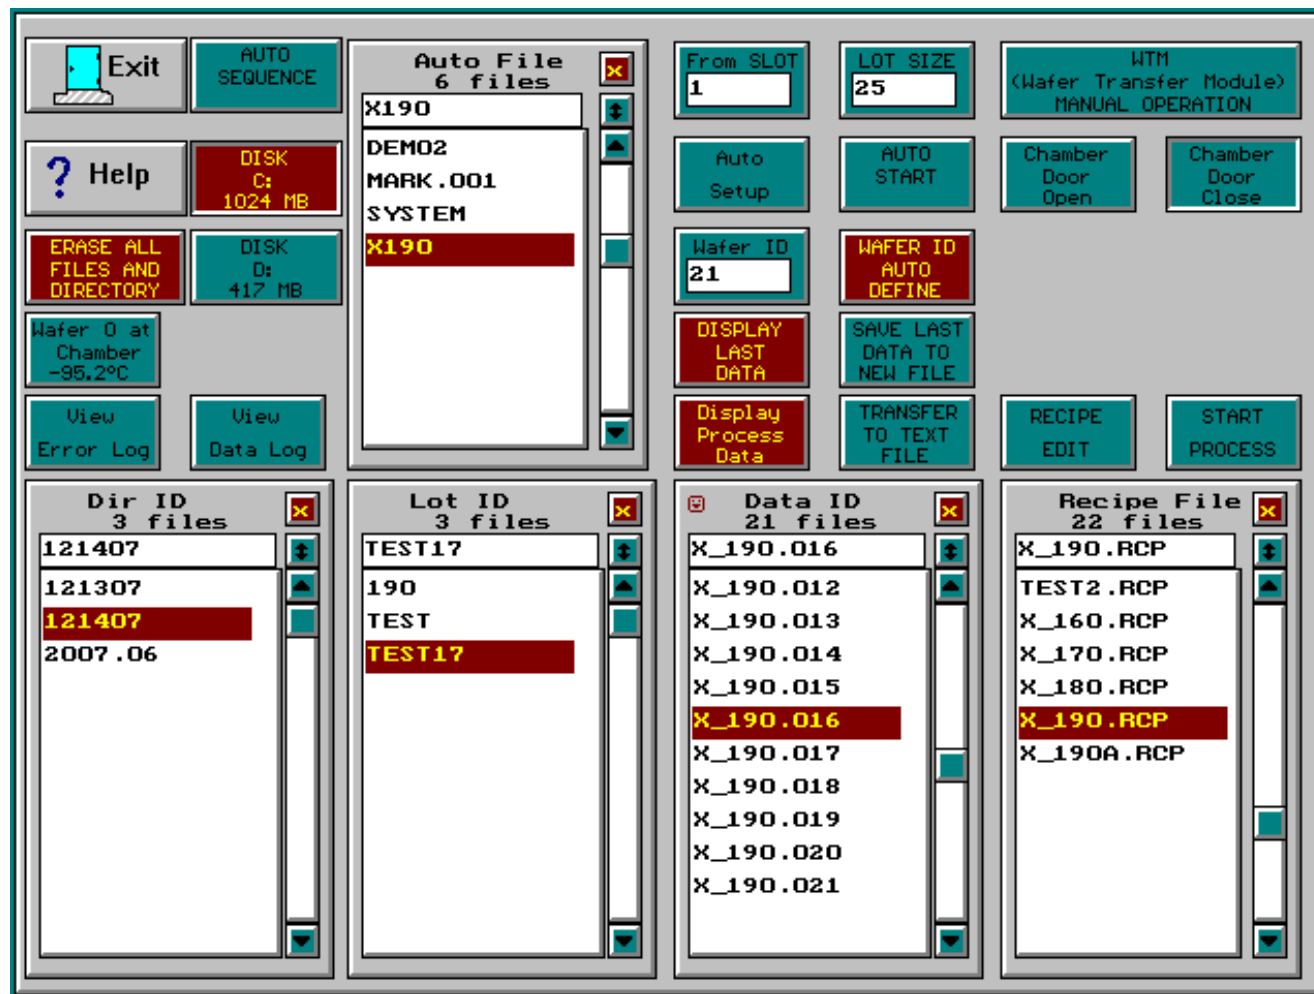 Exit
AUTO
SEQUENCE
Auto File
6 files
X190
DEMO2
MARK.001
SYSTEM
X190
From SLOT
1
LOT SIZE
25
WTM
(Wafer Transfer Module)
MANUAL OPERATION
? Help
DISK
C:
1024 MB
Auto
Setup
AUTO
START
Chamber
Door
Open
Chamber
Door
Close
ERASE ALL
FILES AND
DIRECTORY
DISK
D:
417 MB
Wafer ID
21
WAFER ID
AUTO
DEFINE
Wafer 0 at
Chamber
-95.2ºC
DISPLAY
LAST
DATA
SAVE LAST
DATA TO
NEW FILE
View
Error Log
View
Data Log
Display
Process
Data
TRANSFER
TO TEXT
FILE
RECIPE
EDIT
START
PROCESS
Dir ID
3 files
121407
121307
121407
2007.06
Lot ID
3 files
TEST17
190
TEST
TEST17
Data ID
21 files
X_190.016
X_190.012
X_190.013
X_190.014
X_190.015
X_190.016
X_190.017
X_190.018
X_190.019
X_190.020
X_190.021
Recipe File
22 files
X_190.RCP
TEST2.RCP
X_160.RCP
X_170.RCP
X_180.RCP
X_190.RCP
X_190A.RCP